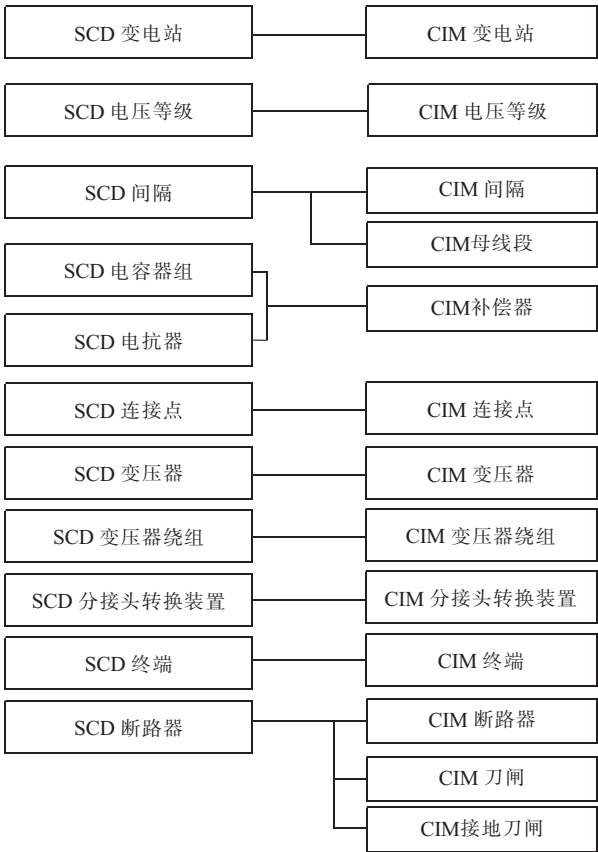 SCD 变电站
CIM 变电站
SCD 电压等级
CIM 电压等级
SCD 间隔
CIM 间隔
CIM母线段
SCD 电容器组
CIM补偿器
SCD 电抗器
SCD 连接点
CIM 连接点
SCD 变压器
CIM 变压器
SCD 变压器绕组
CIM 变压器绕组
SCD 分接头转换装置
CIM 分接头转换装置
SCD 终端
CIM 终端
SCD 断路器
CIM 断路器
CIM 刀闸
CIM接地刀闸